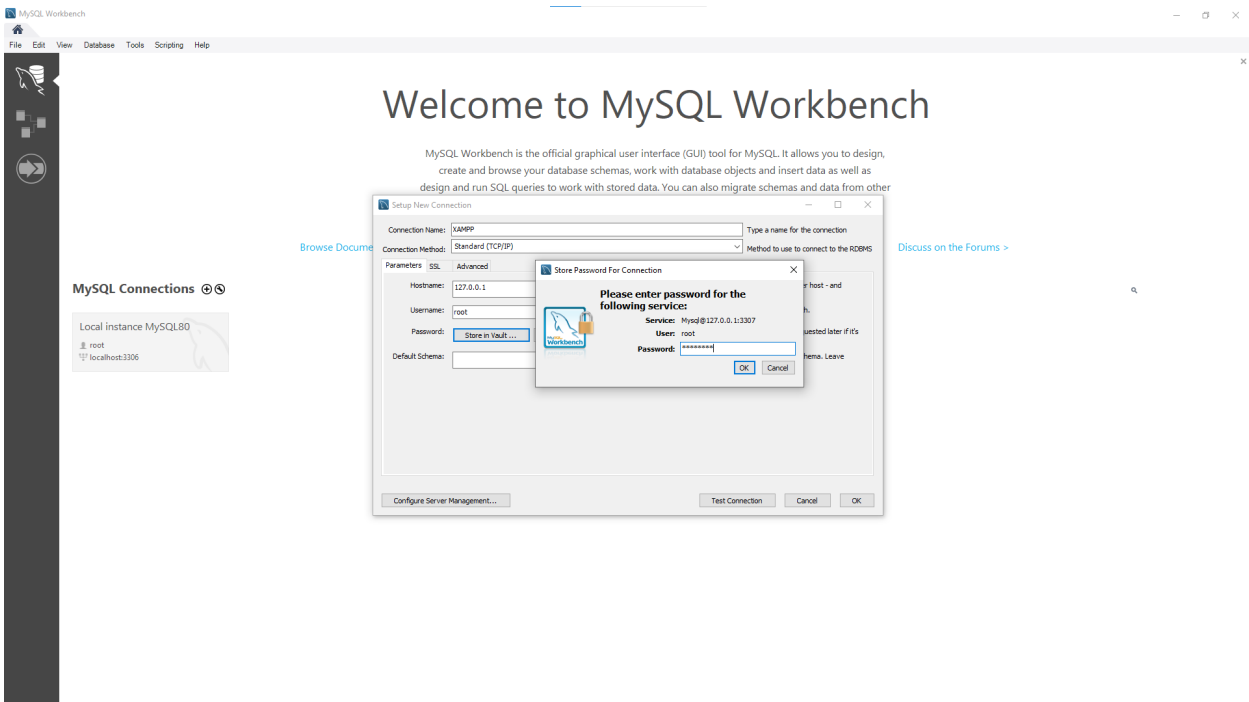 MySQL Workbench
File Edit View Database Tools Scripting Help
Welcome to MySQL Workbench
MySQL Workbench is the official graphical user interface (GUI) tool for MySQL. It allows you to design,
create and browse your database schemas, work with database objects and insert data as well as
design and run SQL queries to work with stored data. You can also migrate schemas and data from other
Browse Docume
Discuss on the Forums >
MySQL Connections
Local instance MySQL80
root
localhost:3306
Setup New Connection
Connection Name: XAMPP Type a name for the connection
Connection Method: Standard (TCP/IP) Method to use to connect to the RDBMS
Parameters SSL Advanced
Hostname: 127.0.0.1 r host - and
Username: root h.
Password: Store in Vault ... uested later if it's
Default Schema: hema. Leave
Configure Server Management... Test Connection Cancel OK
Store Password For Connection
Please enter password for the
following service:
Service: Mysql@127.0.0.1:3307
User: root
Password: ********
OK Cancel
MySQL
Workbench